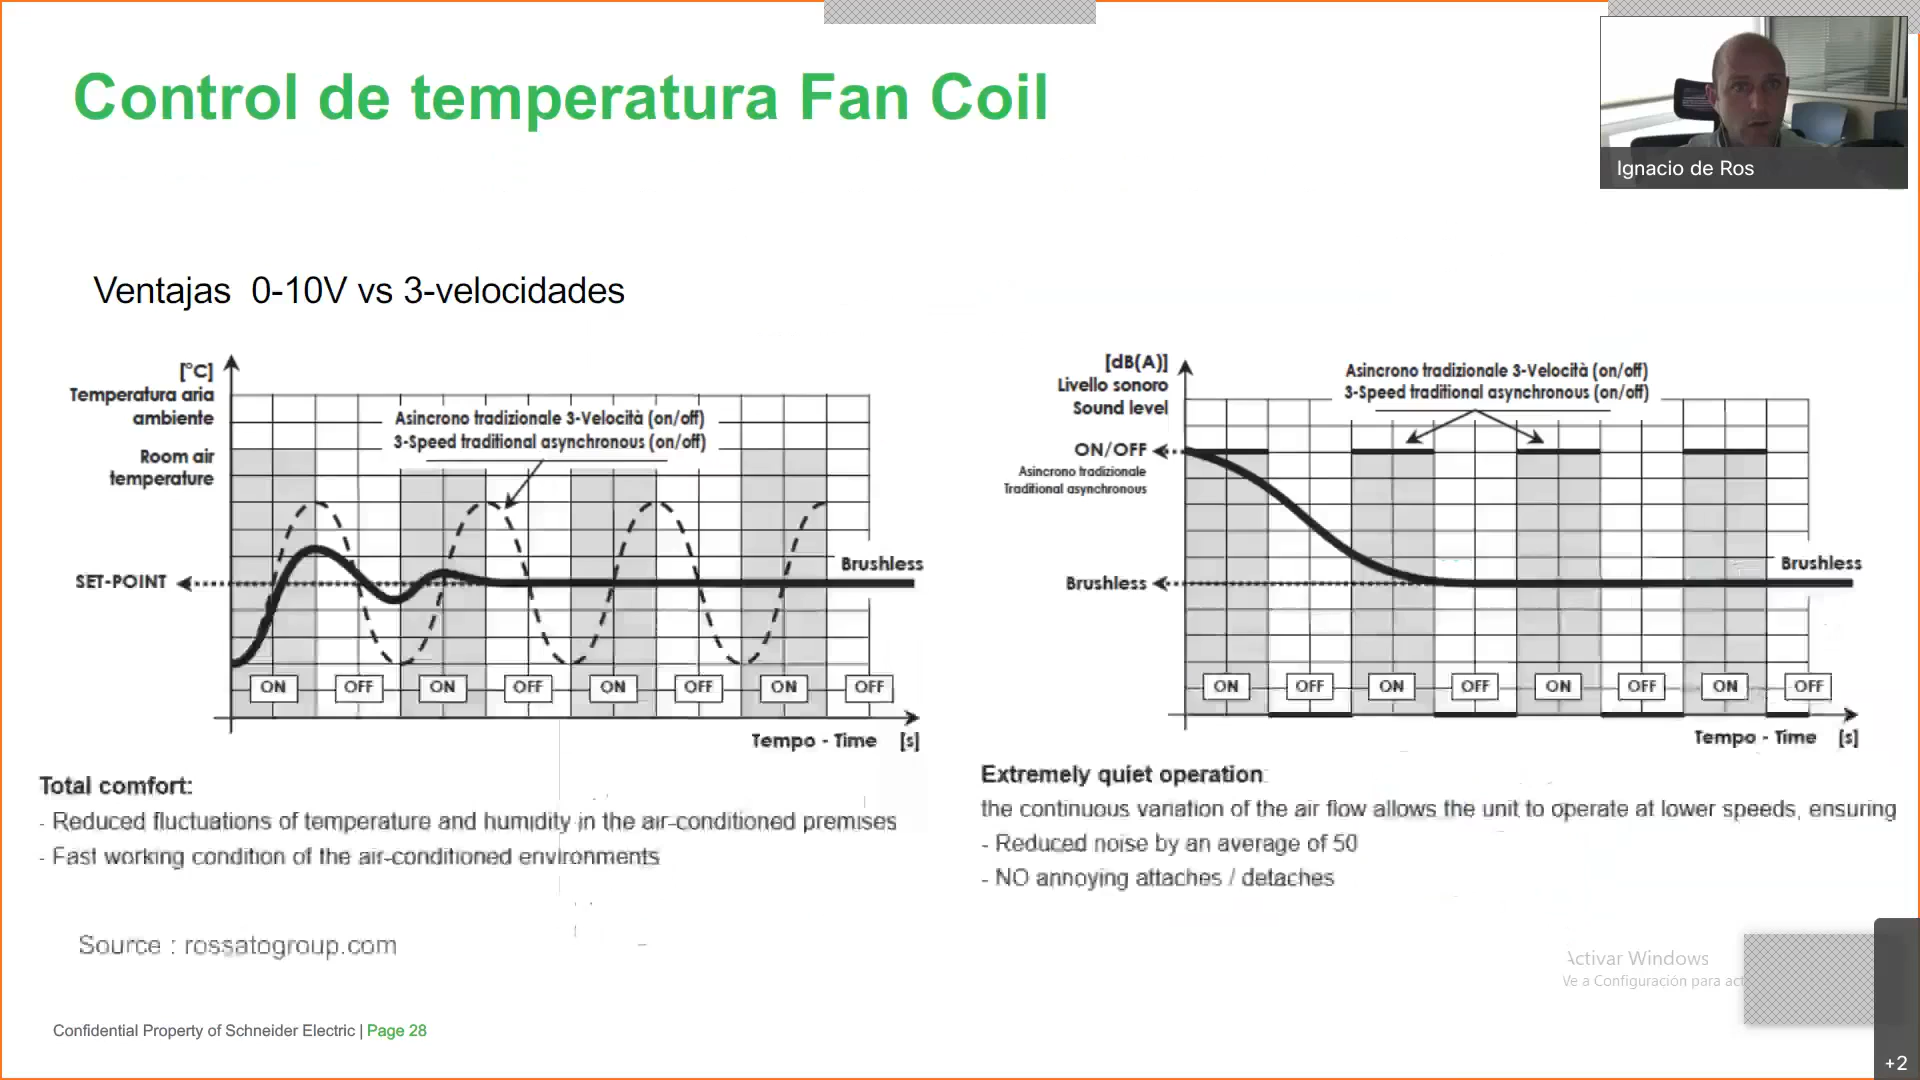 Control de temperatura Fan Coil
Ignacio de Ros
Ventajas 0-10V vs 3-velocidades
[°C]
Temperatura aria
ambiente
Room air
temperature
Asincrono tradizionale 3-Velocità (on/off)
3-Speed traditional asynchronous (on/off)
SET-POINT
Brushless
ON
OFF
ON
OFF
ON
OFF
ON
OFF
Tempo - Time [s]
Total comfort:
- Reduced fluctuations of temperature and humidity in the air-conditioned premises
- Fast working condition of the air-conditioned environments
[dB(A)]
Livello sonoro
Sound level
Asincrono tradizionale 3-Velocità (on/off)
3-Speed traditional asynchronous (on/off)
ON/OFF
Asincrono tradizionale
Traditional asynchronous
Brushless
Brushless
ON
OFF
ON
OFF
ON
OFF
ON
OFF
Tempo - Time [s]
Extremely quiet operation
the continuous variation of the air flow allows the unit to operate at lower speeds, ensuring
- Reduced noise by an average of 50
- NO annoying attaches / detaches
Source : rossatogroup.com
Activar Windows
Ve a Configuración para act
Confidential Property of Schneider Electric | Page 28
+2